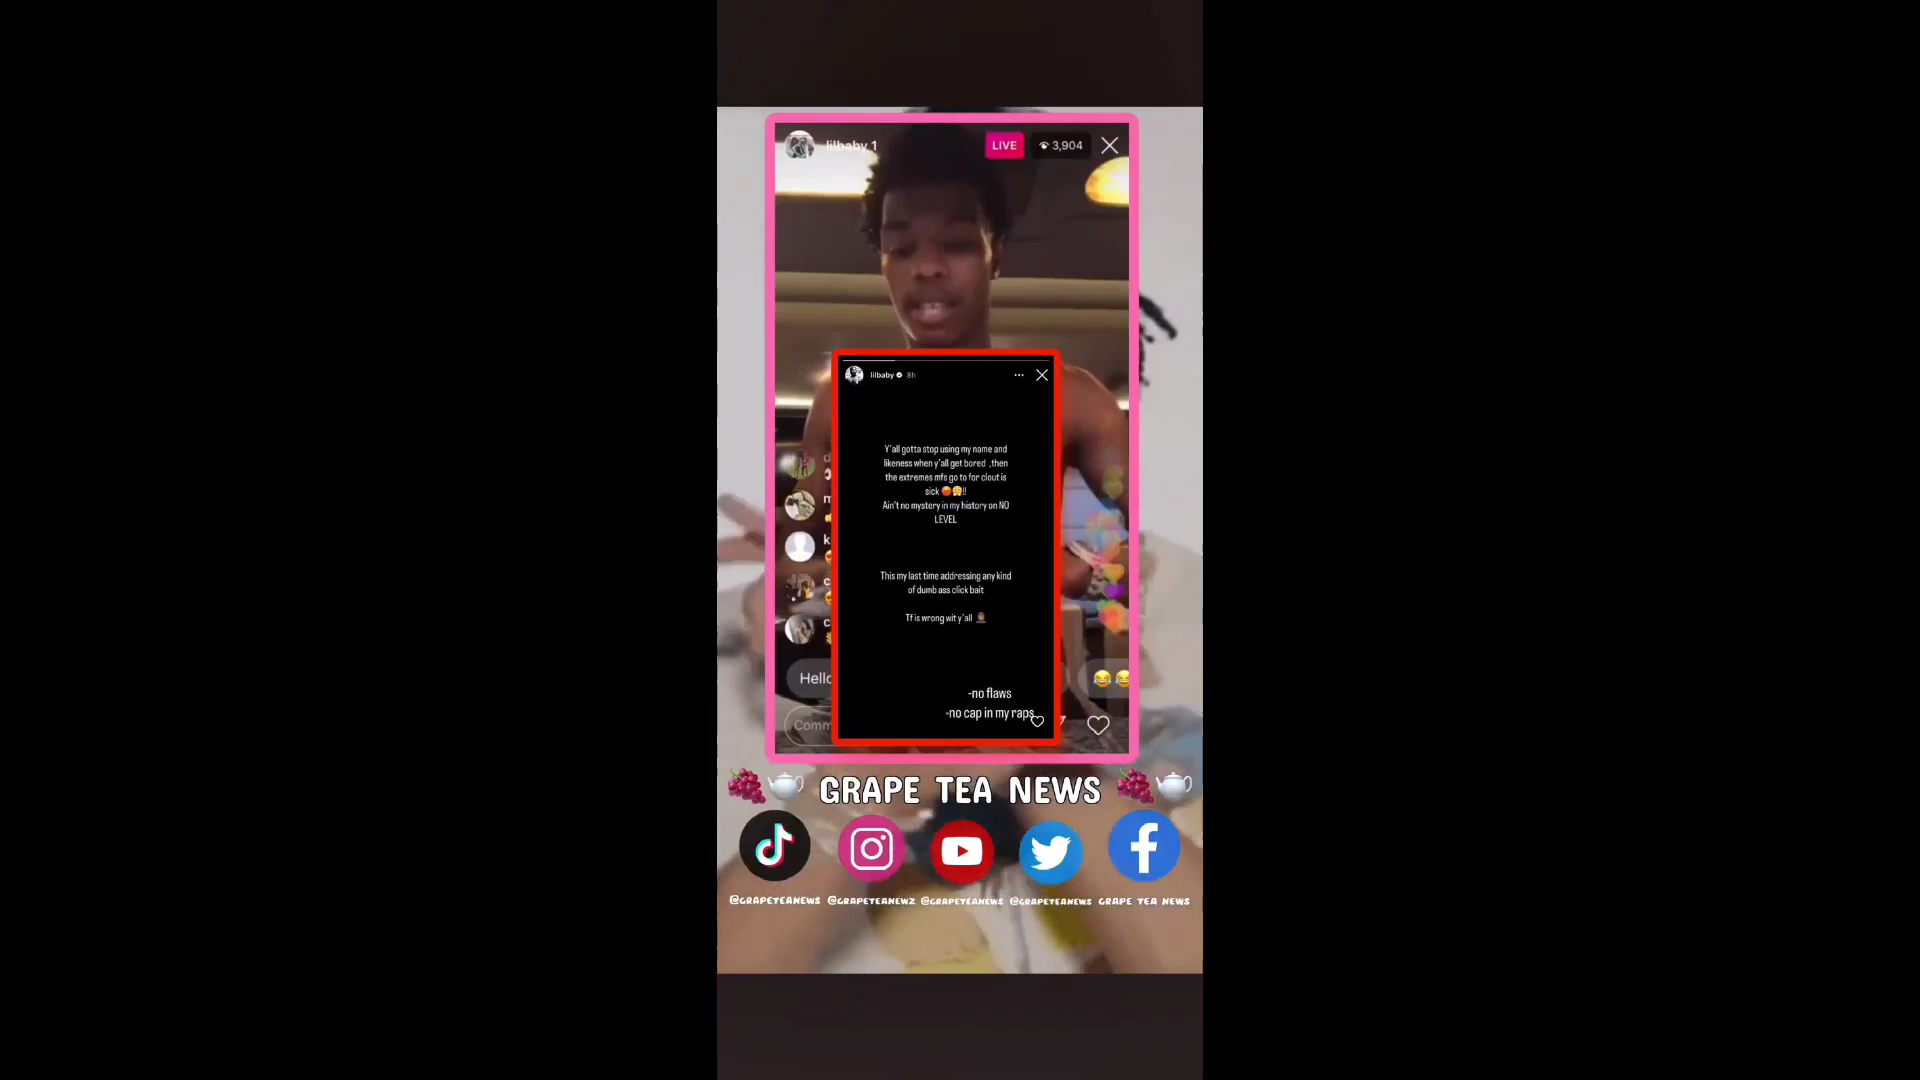 lilbaby 1
LIVE
3,904
lilbaby 8h
Y'all gotta stop using my name and
likeness when y'all get bored ,then
the extremes mfs go to for clout is
sick 😡😤!!
Ain't no mystery in my history on NO
LEVEL
This my last time addressing any kind
of dumb ass click bait
Tf is wrong wit y'all 🤦🏾‍♂️
-no flaws
-no cap in my raps
d
m
k
c
c
Hello
😂😂
Comm
🍇 GRAPE TEA NEWS 🍇
@GRAPETEANEWS @GRAPETEANEWZ @GRAPETEANEWS @GRAPETEANEWS GRAPE TEA NEWS